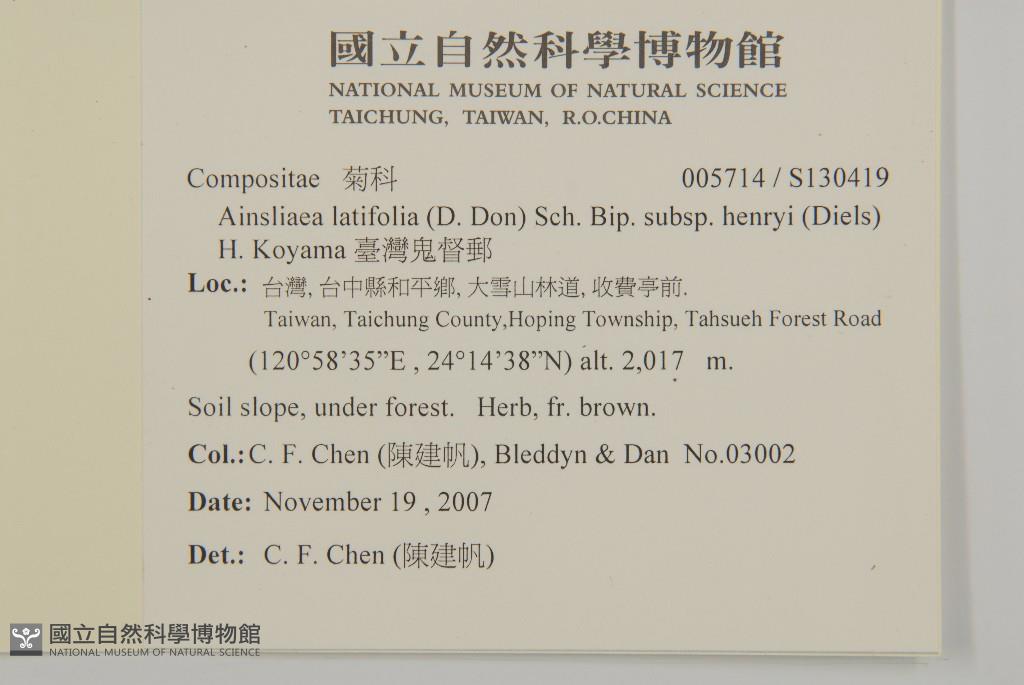 國立自然科學博物館
NATIONAL MUSEUM OF NATURAL SCIENCE
TAICHUNG, TAIWAN, R.O.CHINA
Compositae 菊科 005714 / S130419
Ainsliaea latifolia (D. Don) Sch. Bip. subsp. henryi (Diels)
H. Koyama 臺灣鬼督郵
Loc.: 台灣, 台中縣和平鄉, 大雪山林道, 收費亭前.
Taiwan, Taichung County,Hoping Township, Tahsueh Forest Road
(120°58’35”E , 24°14’38”N) alt. 2,017 m.
Soil slope, under forest. Herb, fr. brown.
Col.: C. F. Chen (陳建帆), Bleddyn & Dan No.03002
Date: November 19 , 2007
Det.: C. F. Chen (陳建帆)
國立自然科學博物館
NATIONAL MUSEUM OF NATURAL SCIENCE